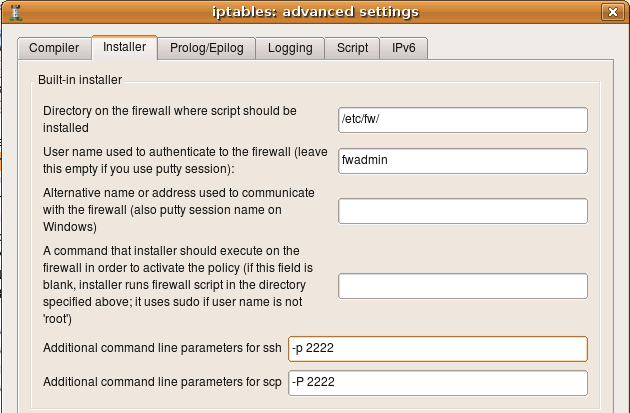 iptables: advanced settings
Compiler Installer Prolog/Epilog Logging Script IPv6
Built-in installer
Directory on the firewall where script should be
installed
/etc/fw/
User name used to authenticate to the firewall (leave
this empty if you use putty session):
fwadmin
Alternative name or address used to communicate
with the firewall (also putty session name on
Windows)
A command that installer should execute on the
firewall in order to activate the policy (if this field is
blank, installer runs firewall script in the directory
specified above; it uses sudo if user name is not
'root')
Additional command line parameters for ssh
-p 2222
Additional command line parameters for scp
-P 2222